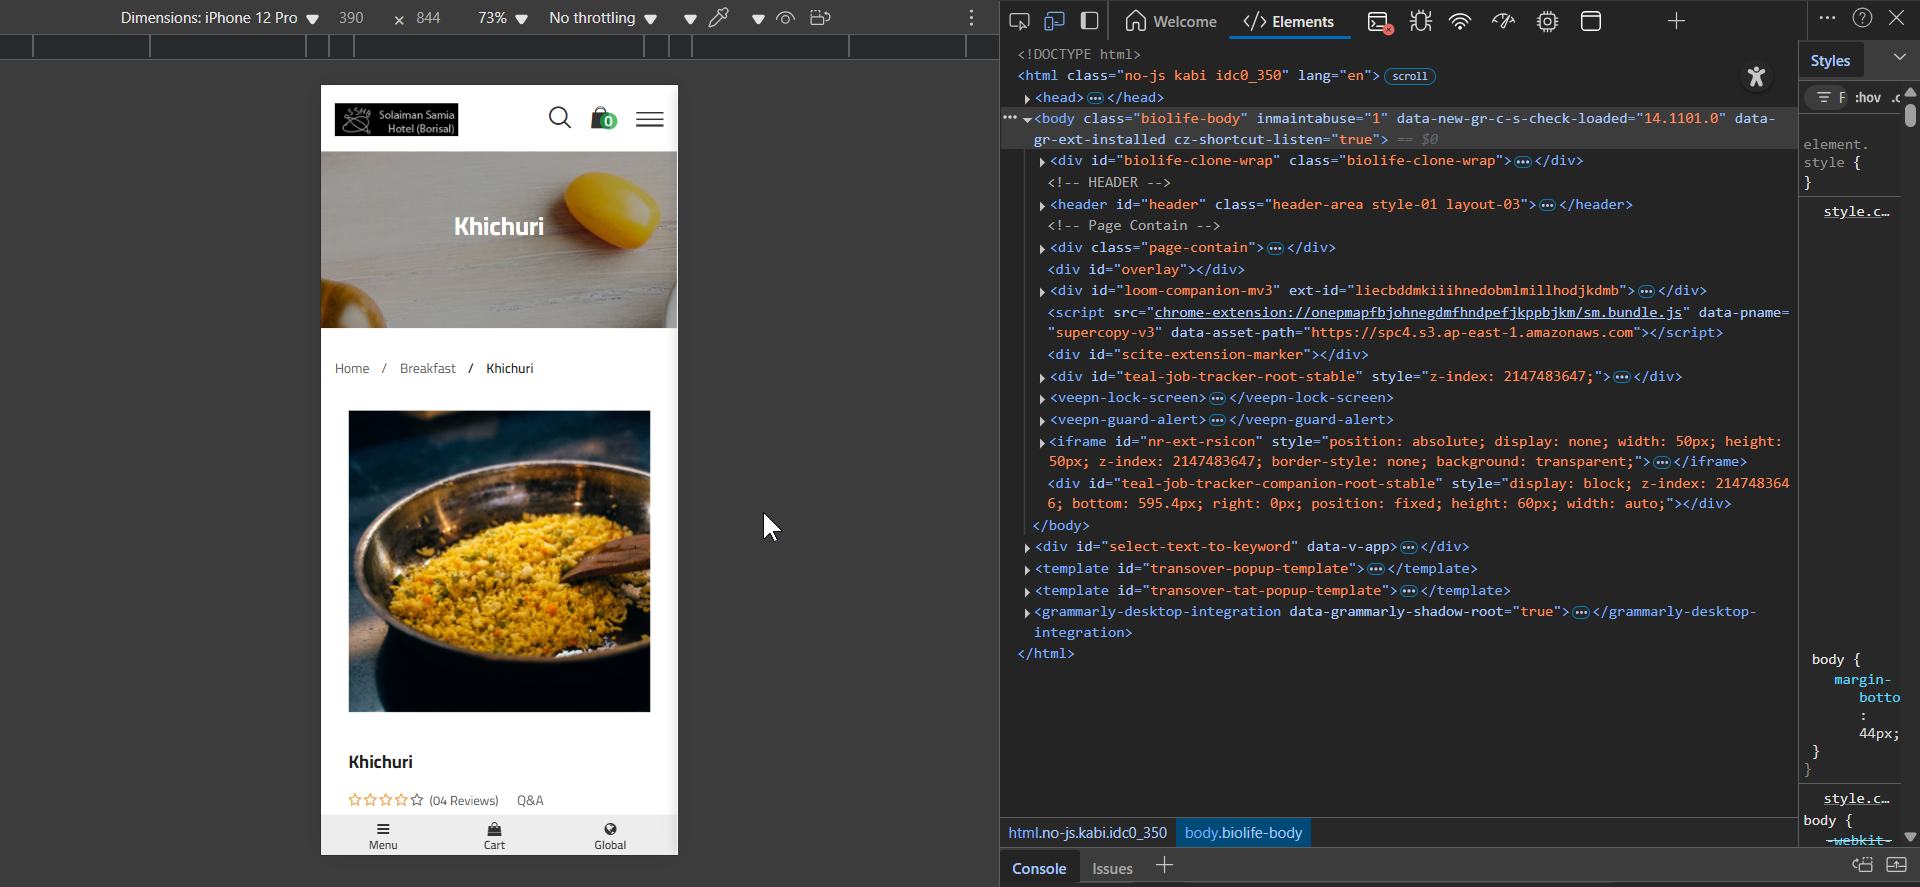 Dimensions: iPhone 12 Pro 390 × 844 73% No throttling
Welcome </> Elements
Solaiman Samia
Hotel (Borisal)
0
Khichuri
Home / Breakfast / Khichuri
Khichuri
(04 Reviews) Q&A
Menu Cart Global
<!DOCTYPE html>
<html class="no-js kabi idc0_350" lang="en"> scroll
<head> ••• </head>
••• <body class="biolife-body" inmaintabuse="1" data-new-gr-c-s-check-loaded="14.1101.0" data-
gr-ext-installed cz-shortcut-listen="true"> == $0
<div id="biolife-clone-wrap" class="biolife-clone-wrap"> ••• </div>
<!-- HEADER -->
<header id="header" class="header-area style-01 layout-03"> ••• </header>
<!-- Page Contain -->
<div class="page-contain"> ••• </div>
<div id="overlay"></div>
<div id="loom-companion-mv3" ext-id="liecbddmkiiihnedobmlmillhodjkdmb"> ••• </div>
<script src="chrome-extension://onepmapfbjohnegdmfhndpefjkppbjkm/sm.bundle.js" data-pname=
"supercopy-v3" data-asset-path="https://spc4.s3.ap-east-1.amazonaws.com"></script>
<div id="scite-extension-marker"></div>
<div id="teal-job-tracker-root-stable" style="z-index: 2147483647;"> ••• </div>
<veepn-lock-screen> ••• </veepn-lock-screen>
<veepn-guard-alert> ••• </veepn-guard-alert>
<iframe id="nr-ext-rsicon" style="position: absolute; display: none; width: 50px; height:
50px; z-index: 2147483647; border-style: none; background: transparent;"> ••• </iframe>
<div id="teal-job-tracker-companion-root-stable" style="display: block; z-index: 214748364
6; bottom: 595.4px; right: 0px; position: fixed; height: 60px; width: auto;"></div>
</body>
<div id="select-text-to-keyword" data-v-app> ••• </div>
<template id="transover-popup-template"> ••• </template>
<template id="transover-tat-popup-template"> ••• </template>
<grammarly-desktop-integration data-grammarly-shadow-root="true"> ••• </grammarly-desktop-
integration>
</html>
html.no-js.kabi.idc0_350 body.biolife-body
Console Issues
Styles
F :hov .c
element.
style {
}
style.c…
body {
margin-
botto
:
44px;
}
}
style.c…
body {
-webkit-